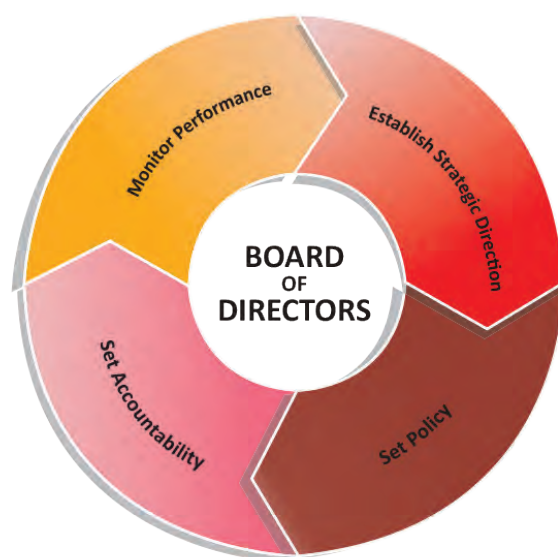 Monitor Performance
Establish Strategic Direction
BOARD
OF
DIRECTORS
Set Accountability
Set Policy